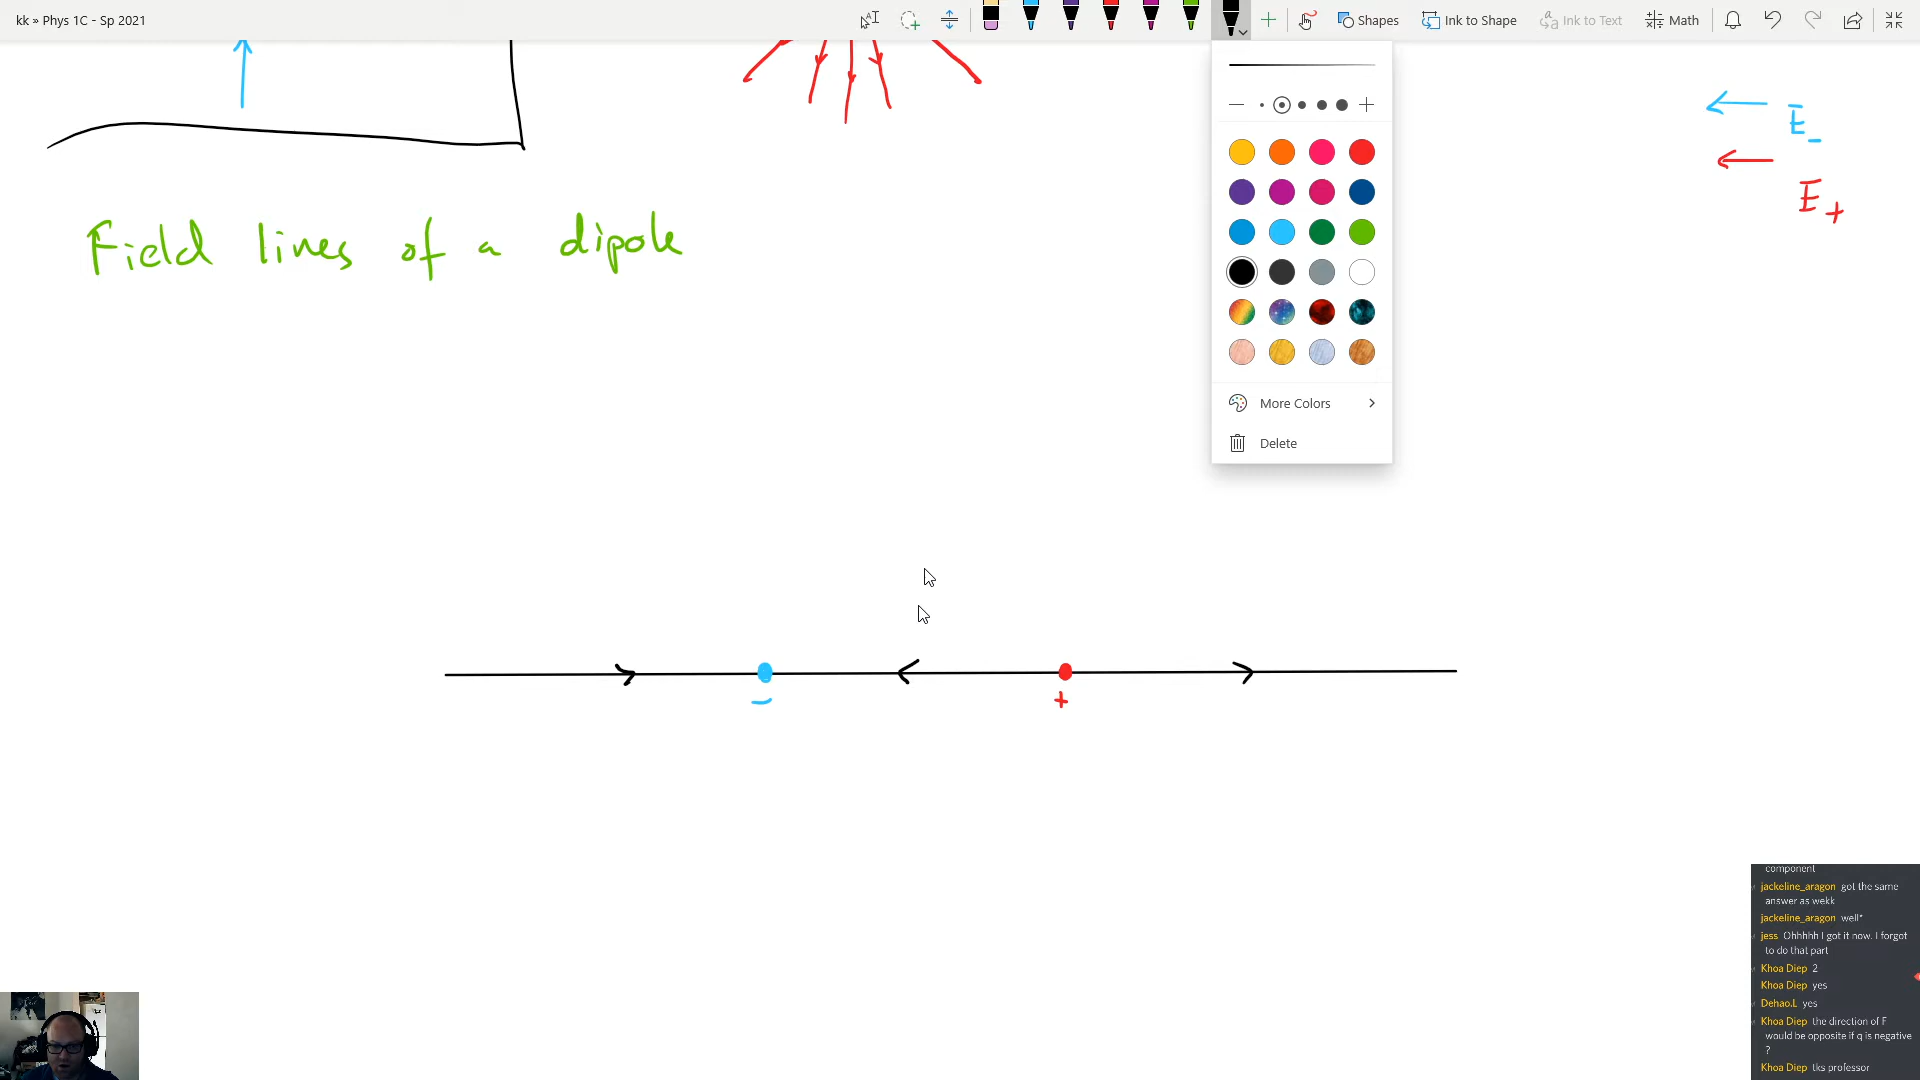 kk » Phys 1C - Sp 2021
Shapes
Ink to Shape
Ink to Text
Math
E_
E+
Field lines of a dipole
More Colors
Delete
−
+
component
jackeline_aragon got the same
answer as wekk
jackeline_aragon well*
jess Ohhhhh I got it now. I forgot
to do that part
Khoa Diep 2
Khoa Diep yes
Dehao.L yes
Khoa Diep the direction of F
would be opposite if q is negative
?
Khoa Diep tks professor